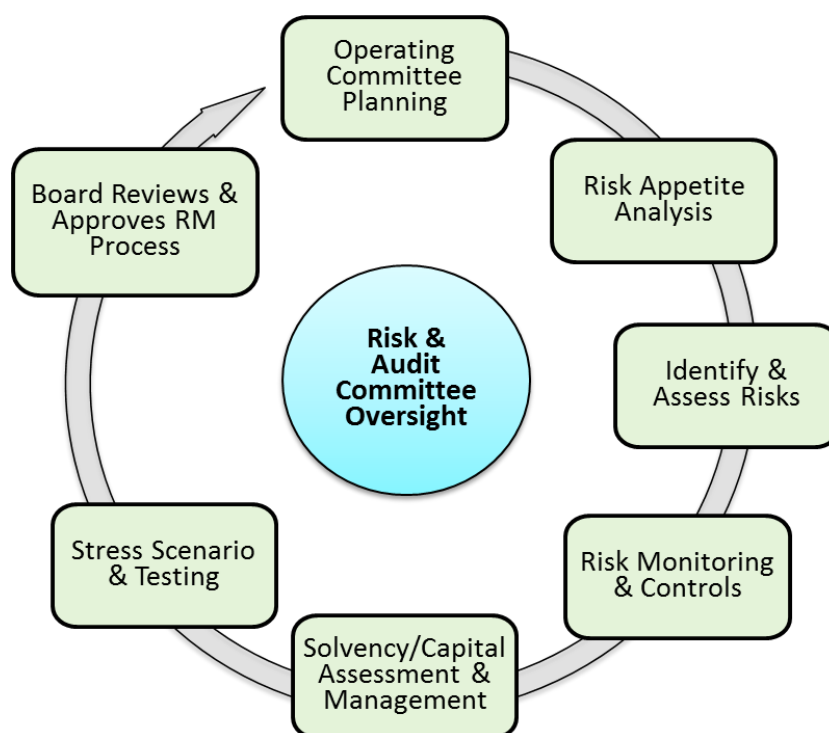 Operating
Committee
Planning
Risk Appetite
Analysis
Identify &
Assess Risks
Risk Monitoring
& Controls
Solvency/Capital
Assessment &
Management
Stress Scenario
& Testing
Board Reviews &
Approves RM
Process
Risk &
Audit
Committee
Oversight